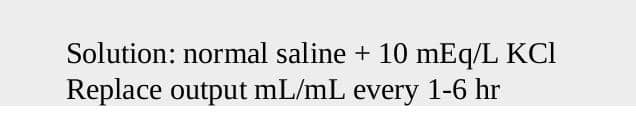 Solution: normal saline + 10 mEq/L KCl
Replace output mL/mL every 1-6 hr